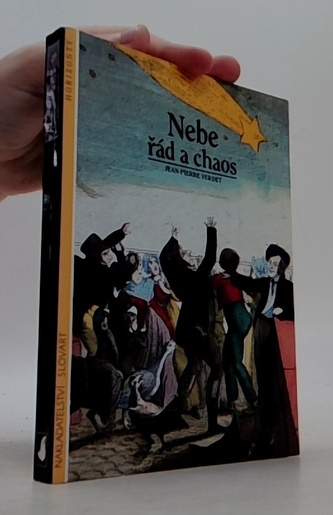 Nebe
řád a chaos
JEAN-PIERRE VERDET
HORIZONTY
NAKLADATELSTVÍ SLOVART